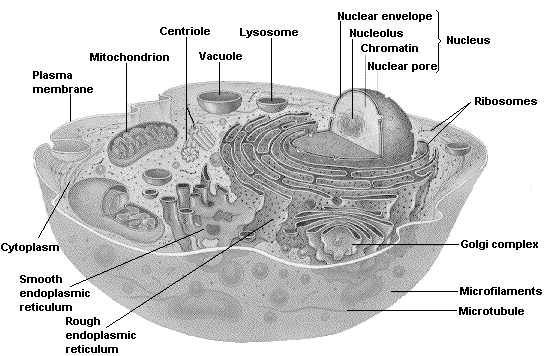 Nuclear envelope
Nucleolus
Chromatin
Nuclear pore
Nucleus
Centriole
Lysosome
Mitochondrion
Vacuole
Plasma
membrane
Ribosomes
Cytoplasm
Golgi complex
Smooth
endoplasmic
reticulum
Rough
endoplasmic
reticulum
Microfilaments
Microtubule